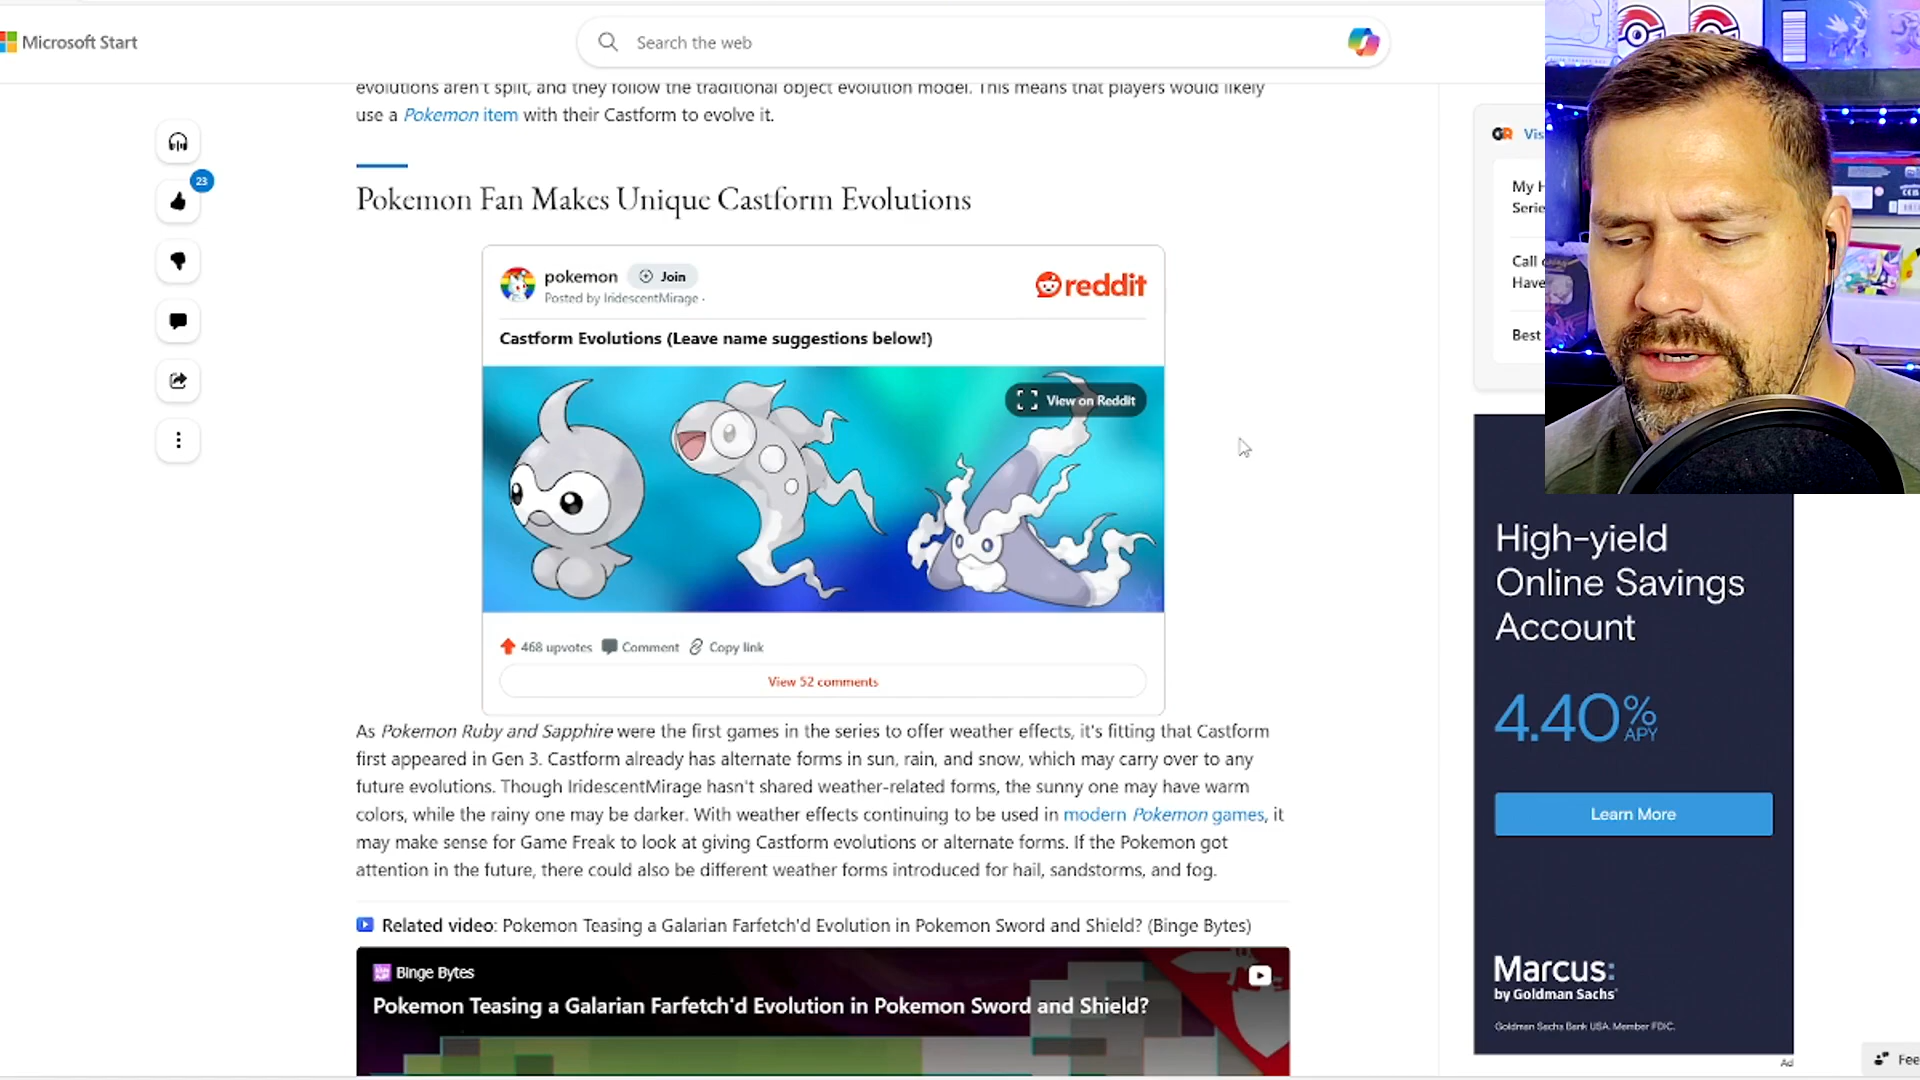 Microsoft Start
Search the web
evolutions aren't split, and they follow the traditional object evolution model. This means that players would likely
use a Pokemon item with their Castform to evolve it.
23
Pokemon Fan Makes Unique Castform Evolutions
pokemon
Join
Posted by IridescentMirage ·
reddit
Castform Evolutions (Leave name suggestions below!)
View on Reddit
468 upvotes
Comment
Copy link
View 52 comments
As Pokemon Ruby and Sapphire were the first games in the series to offer weather effects, it's fitting that Castform
first appeared in Gen 3. Castform already has alternate forms in sun, rain, and snow, which may carry over to any
future evolutions. Though IridescentMirage hasn't shared weather-related forms, the sunny one may have warm
colors, while the rainy one may be darker. With weather effects continuing to be used in modern Pokemon games, it
may make sense for Game Freak to look at giving Castform evolutions or alternate forms. If the Pokemon got
attention in the future, there could also be different weather forms introduced for hail, sandstorms, and fog.
Related video: Pokemon Teasing a Galarian Farfetch'd Evolution in Pokemon Sword and Shield? (Binge Bytes)
Binge Bytes
Pokemon Teasing a Galarian Farfetch'd Evolution in Pokemon Sword and Shield?
GR
Vis
My H
Serie
Call
Have
Best
High-yield
Online Savings
Account
4.40% APY
Learn More
Marcus:
by Goldman Sachs®
Goldman Sachs Bank USA. Member FDIC.
Ad
Fee